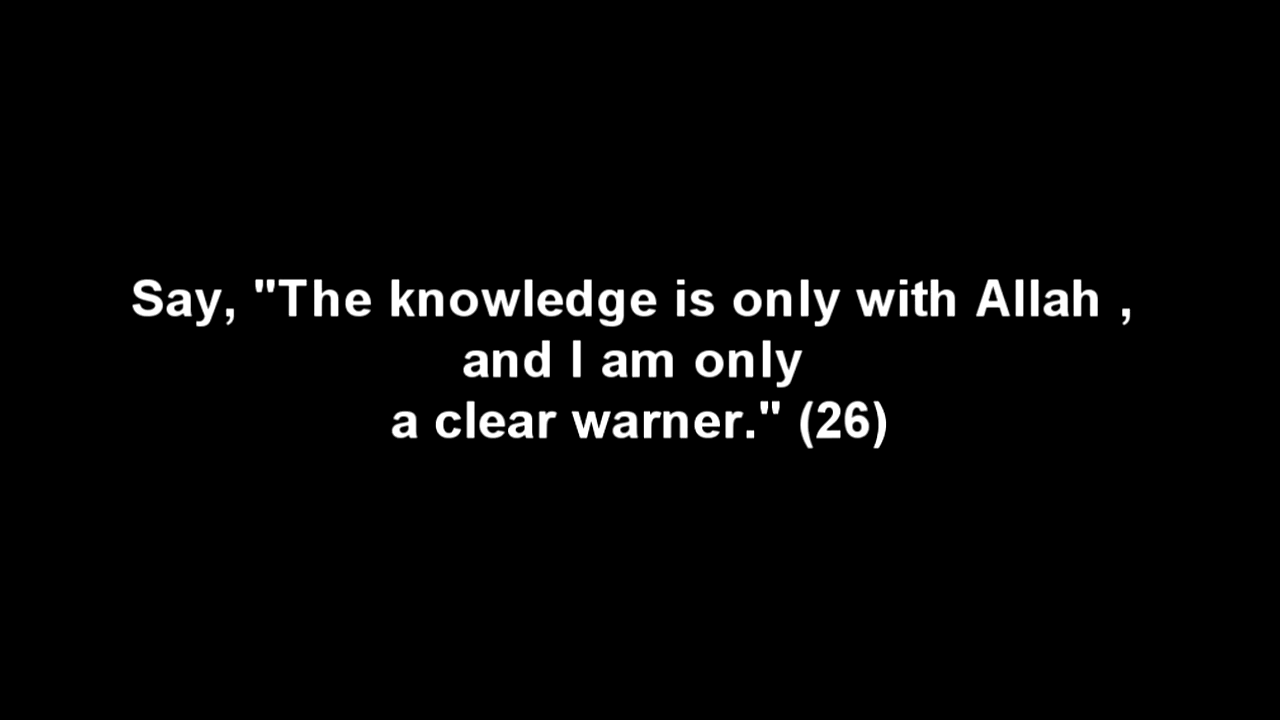 Say, "The knowledge is only with Allah ,
and I am only
a clear warner." (26)